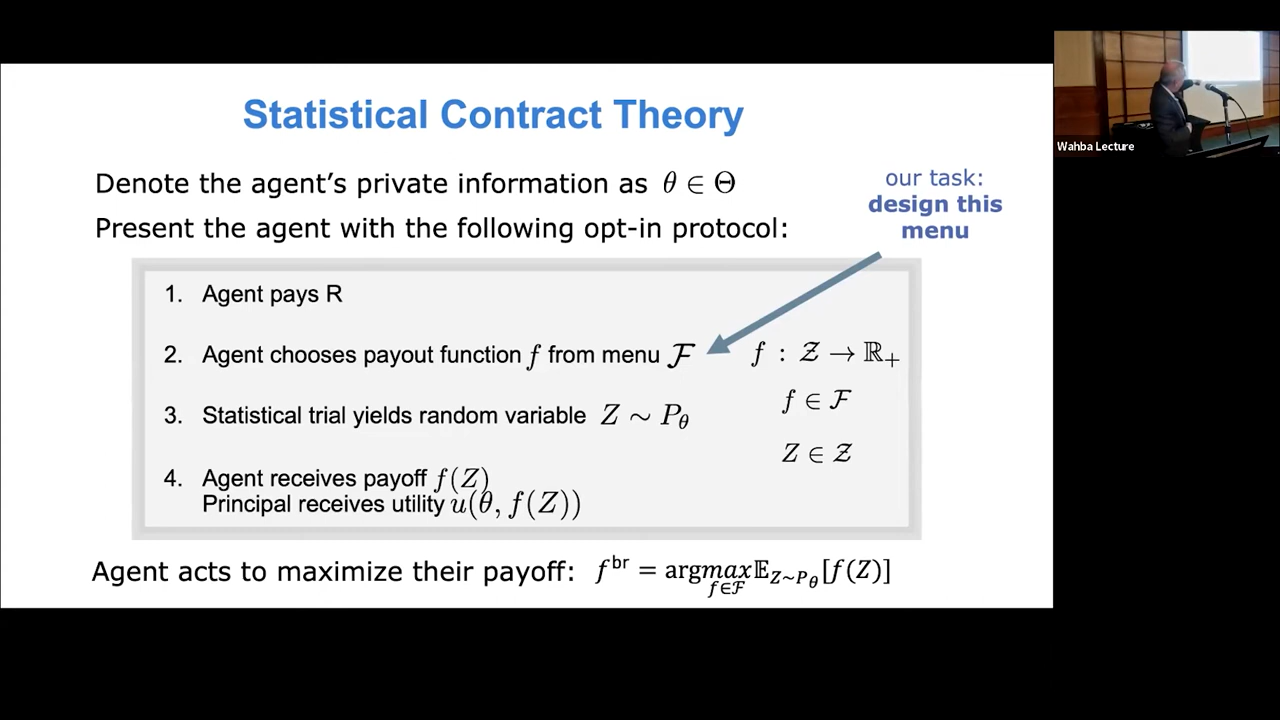 Statistical Contract Theory
Denote the agent's private information as θ ∈ Θ
Present the agent with the following opt-in protocol:
our task:
design this
menu
1. Agent pays R
2. Agent chooses payout function f from menu ℱ
f : 𝒵 → ℝ₊
f ∈ ℱ
3. Statistical trial yields random variable Z ~ P_θ
Z ∈ 𝒵
4. Agent receives payoff f(Z)
Principal receives utility u(θ, f(Z))
Agent acts to maximize their payoff: f^br = argmax_{f∈ℱ} 𝔼_{Z~P_θ}[f(Z)]
Wahba Lecture